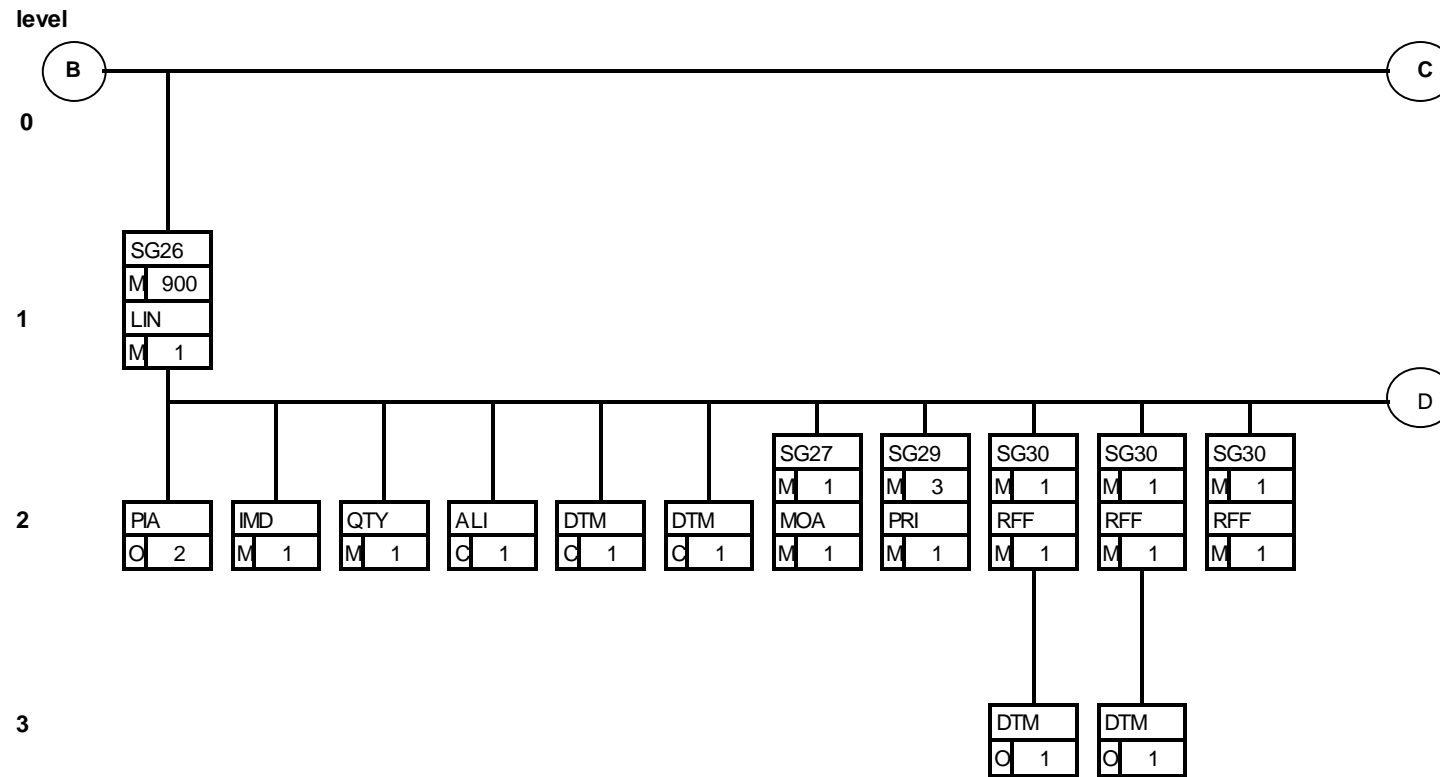 level
B
C
0
SG26
M 900
1
LIN
M 1
D
SG27 SG29 SG30 SG30 SG30
M 1 M 3 M 1 M 1 M 1
2
PIA IMD QTY ALI DTM DTM MOA PRI RFF RFF RFF
O 2 M 1 M 1 C 1 C 1 C 1 M 1 M 1 M 1 M 1 M 1
3
DTM DTM
O 1 O 1